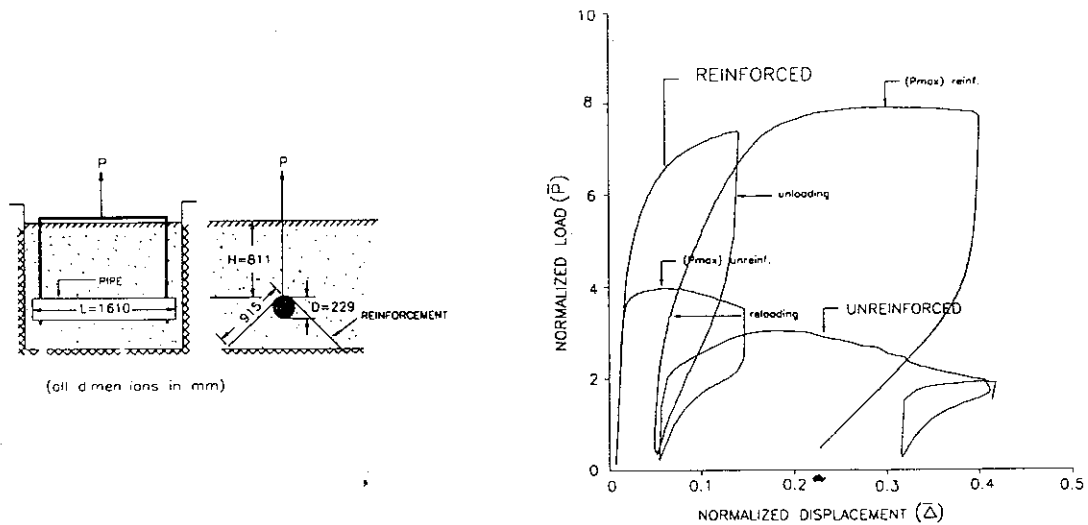 P
P
H=811
PIPE
L=1610
915
D=229
REINFORCEMENT
(all dimen ions in mm)
10
8
6
4
2
0
0
0.1
0.2
0.3
0.4
0.5
NORMALIZED LOAD (P̅)
NORMALIZED DISPLACEMENT (Δ̅)
REINFORCED
(Pmax) reinf.
unloading
(Pmax) unreinf.
reloading
UNREINFORCED